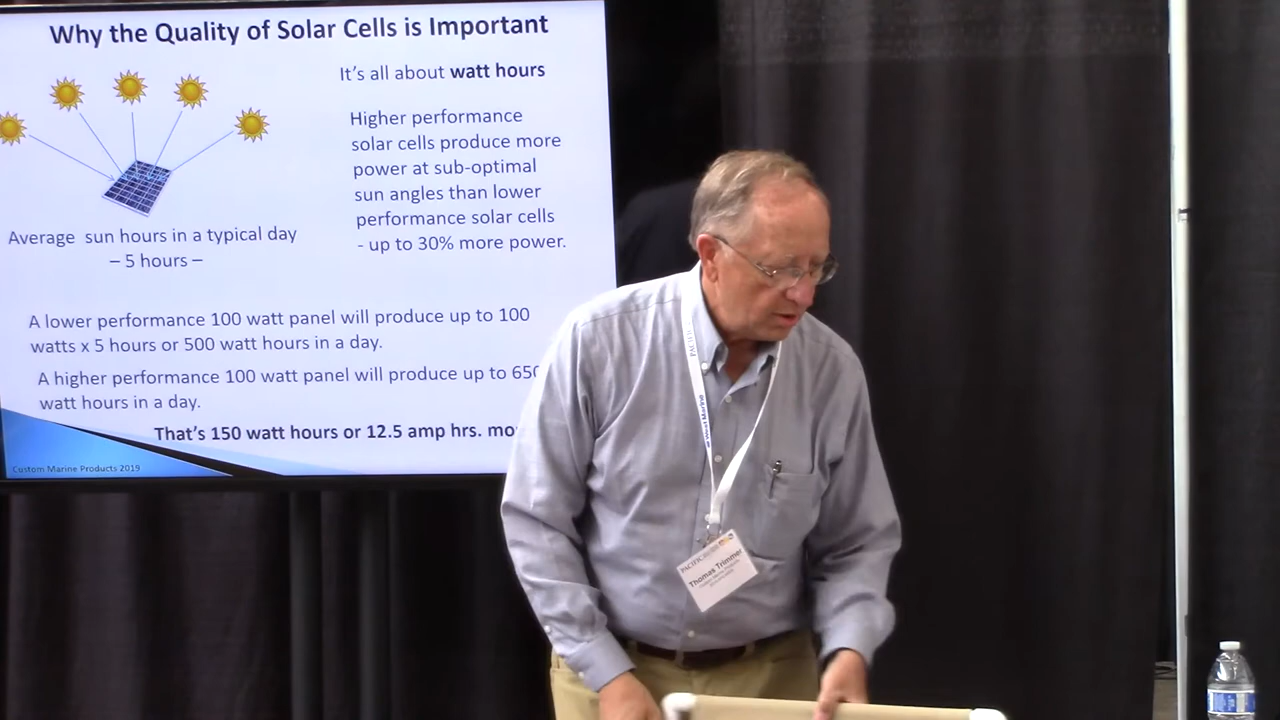 Why the Quality of Solar Cells is Important
It's all about watt hours
Higher performance
solar cells produce more
power at sub-optimal
sun angles than lower
performance solar cells
- up to 30% more power.
Average sun hours in a typical day
– 5 hours –
A lower performance 100 watt panel will produce up to 100
watts x 5 hours or 500 watt hours in a day.
A higher performance 100 watt panel will produce up to 650
watt hours in a day.
That's 150 watt hours or 12.5 amp hrs.
Custom Marine Products 2019
PACIFIC
West Marine
PACIFIC
Thomas Trimmer